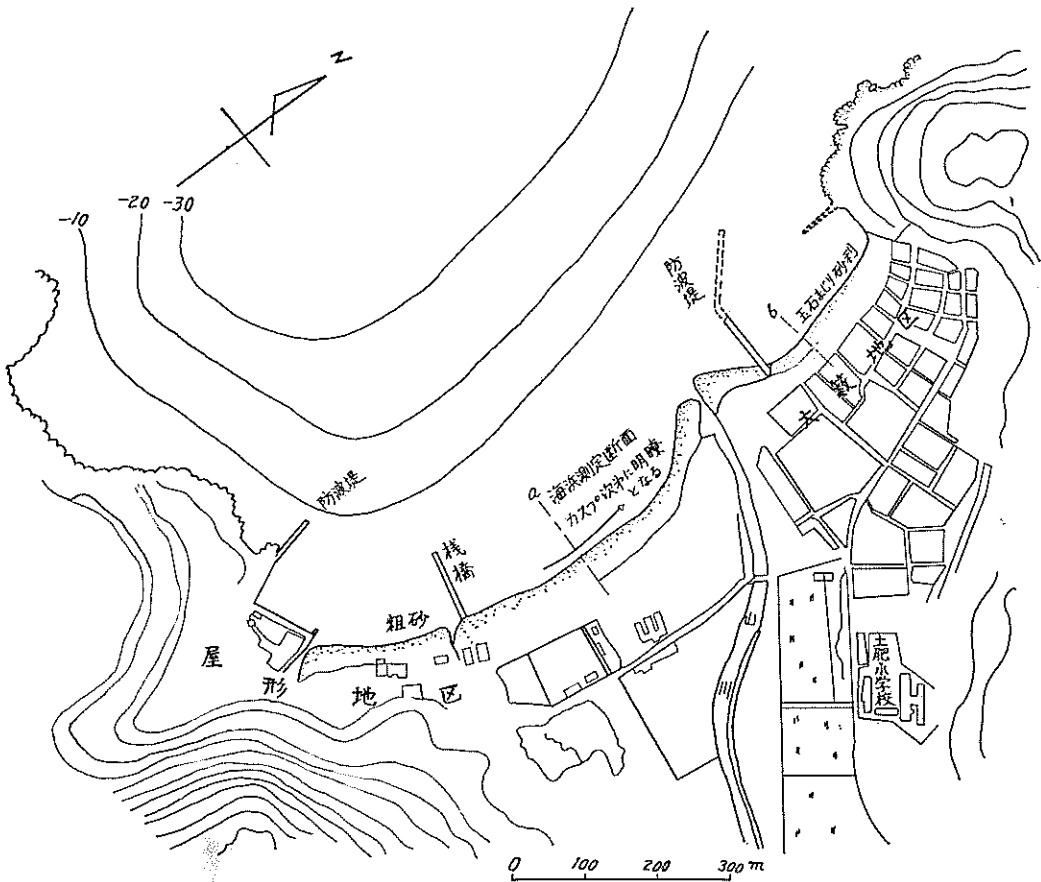 N
-10
-20
-30
防波堤
玉石まじり砂利
b
大藪地区
a
海浜測定断面
カスプ次第に明瞭
となる
防波堤
桟橋
粗砂
屋形地区
土肥小学校
0 100 200 300 m